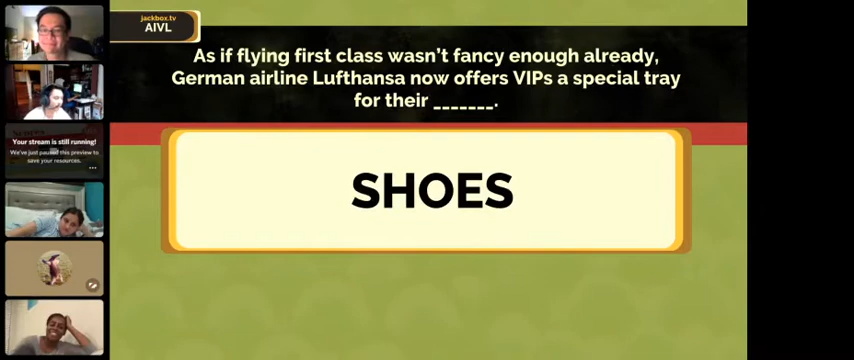 jackbox.tv
AIVL
As if flying first class wasn't fancy enough already,
German airline Lufthansa now offers VIPs a special tray
for their _______.
SHOES
Your stream is still running!
We've just paused this preview to
save your resources.